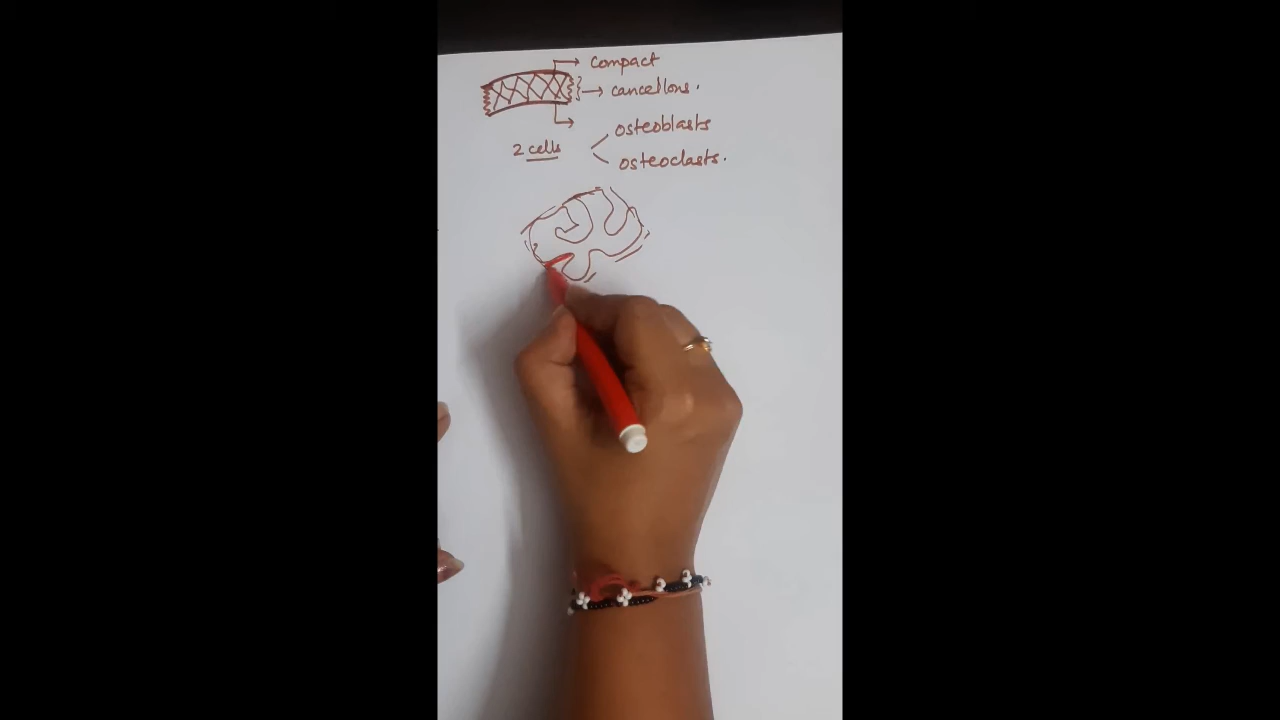 compact
cancellous.
2 cells
osteoblasts
osteoclasts.